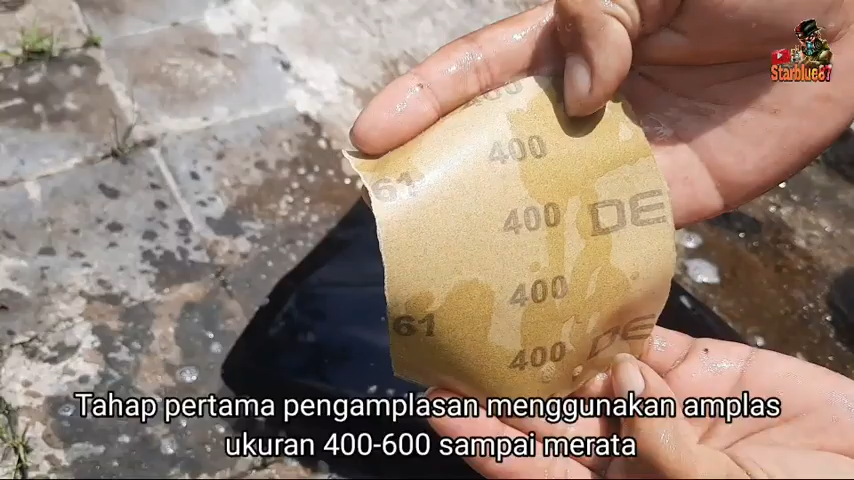 Starblue87
400
400
61
400
DE
400
61
DE
400
Tahap pertama pengamplasan menggunakan amplas
ukuran 400-600 sampai merata